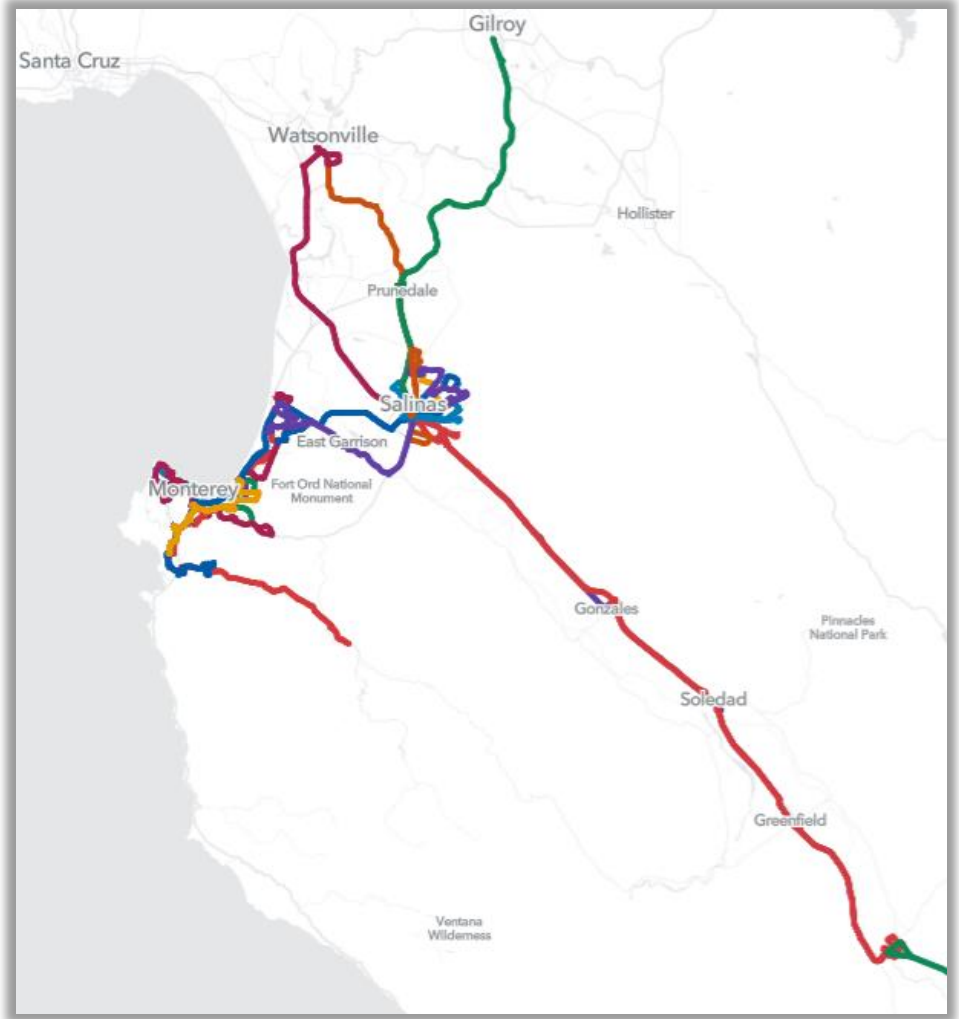 Gilroy
Santa Cruz
Watsonville
Hollister
Prunedale
Salinas
East Garrison
Monterey
Fort Ord National
Monument
Gonzales
Pinnacles
National Park
Soledad
Greenfield
Ventana
Wilderness